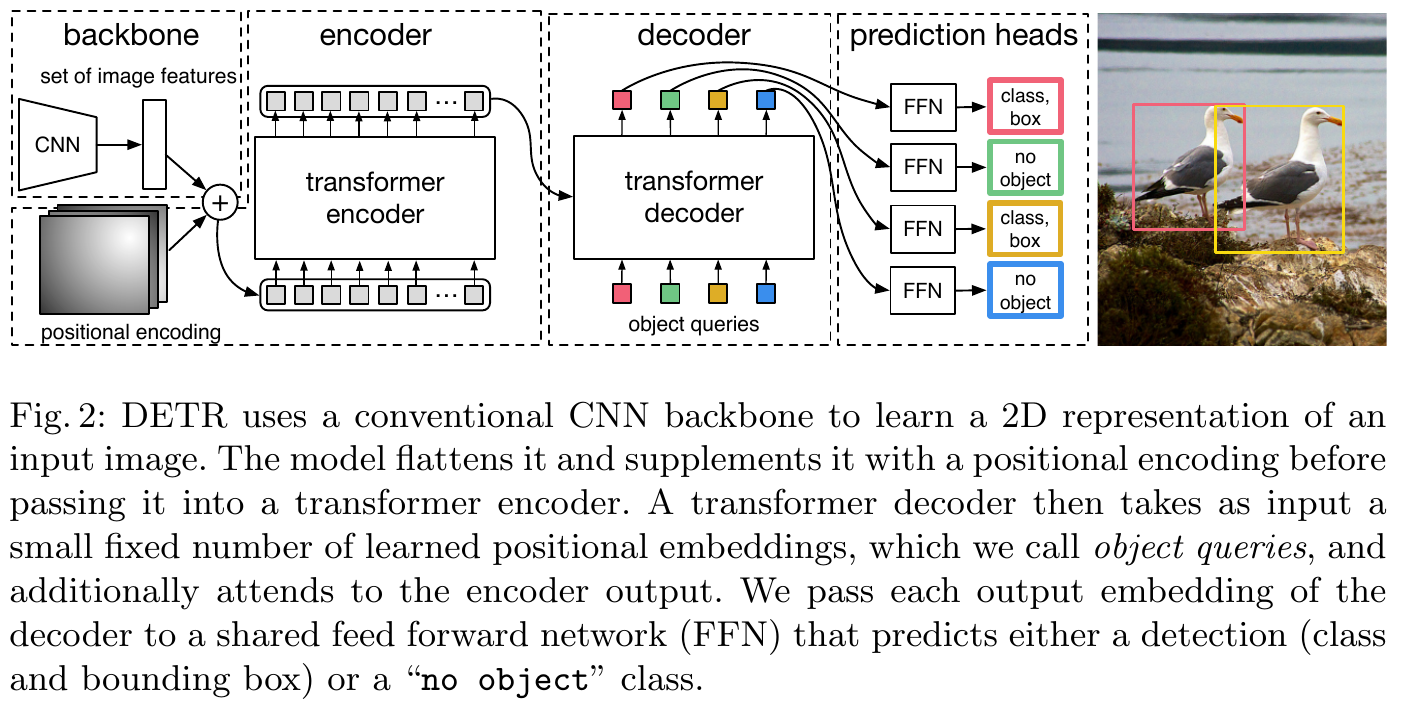 backbone
encoder
decoder
prediction heads
set of image features
CNN
+
positional encoding
...
transformer
encoder
...
transformer
decoder
object queries
FFN
class,
box
FFN
no
object
FFN
class,
box
FFN
no
object
Fig. 2: DETR uses a conventional CNN backbone to learn a 2D representation of an
input image. The model flattens it and supplements it with a positional encoding before
passing it into a transformer encoder. A transformer decoder then takes as input a
small fixed number of learned positional embeddings, which we call object queries, and
additionally attends to the encoder output. We pass each output embedding of the
decoder to a shared feed forward network (FFN) that predicts either a detection (class
and bounding box) or a “no object” class.